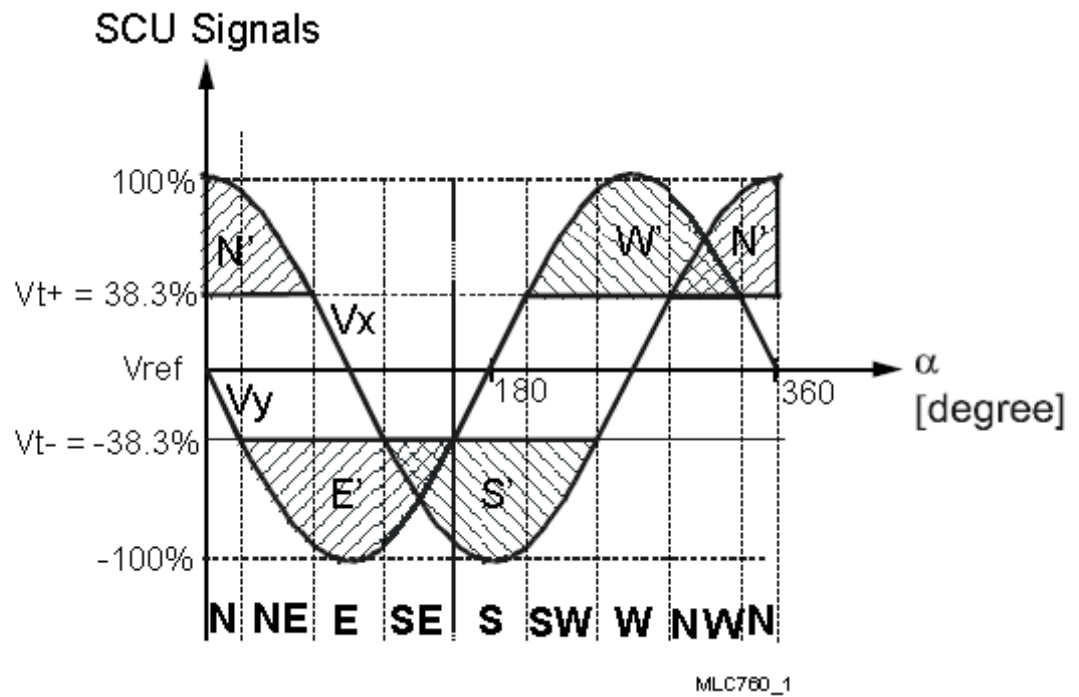 SCU Signals
100%
N' W' N'
Vt+ = 38.3%
Vx
Vref
α
[degree]
180
360
Vy
Vt- = -38.3%
E' S'
-100%
N NE E SE S SW W NW N
MLC760_1